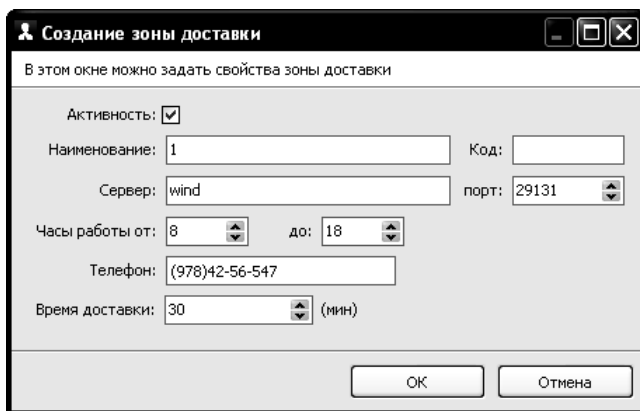 Создание зоны доставки
В этом окне можно задать свойства зоны доставки
Активность:
Наименование: 1 Код:
Сервер: wind порт: 29131
Часы работы от: 8 до: 18
Телефон: (978)42-56-547
Время доставки: 30 (мин)
ОК Отмена